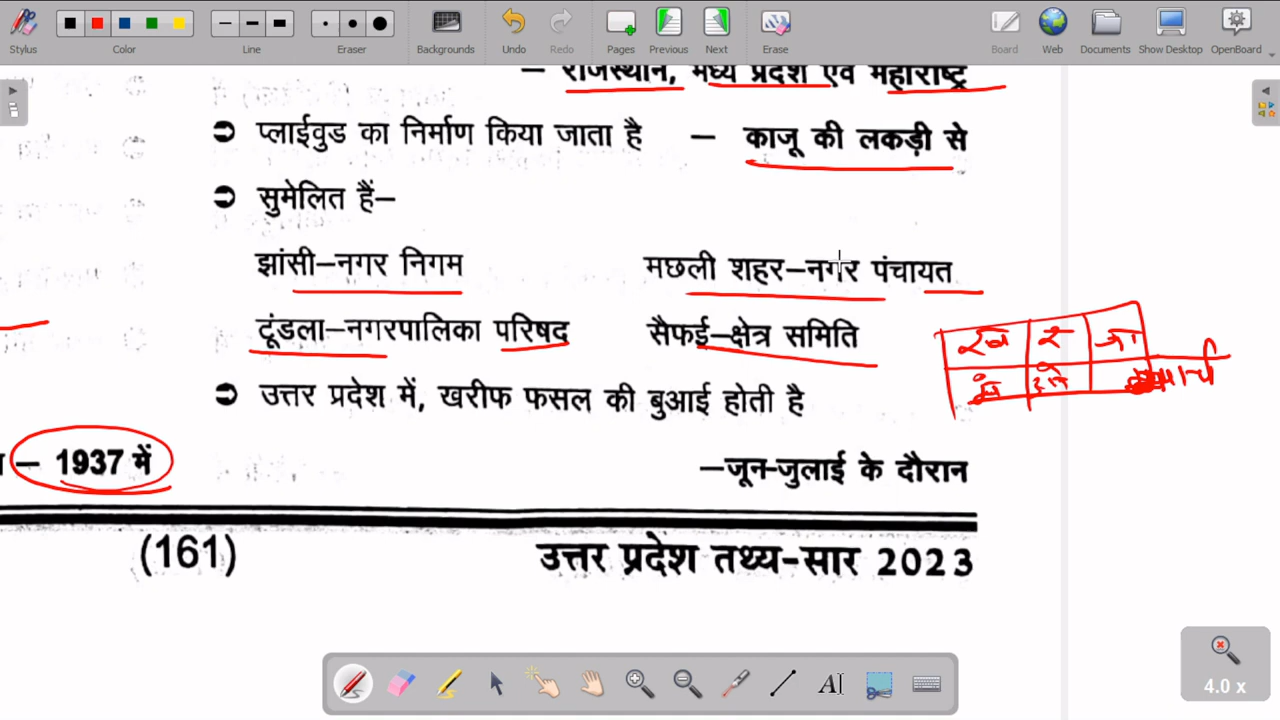 Stylus Color Line Eraser Backgrounds Undo Redo Pages Previous Next Erase Board Web Documents Show Desktop OpenBoard
– राजस्थान, मध्य प्रदेश एवं महाराष्ट्र
प्लाईवुड का निर्माण किया जाता है – काजू की लकड़ी से
सुमेलित हैं–
झांसी–नगर निगम मछली शहर–नगर पंचायत
टूंडला–नगरपालिका परिषद सैफई–क्षेत्र समिति
उत्तर प्रदेश में, खरीफ फसल की बुआई होती है
– 1937 में
–जून-जुलाई के दौरान
(161) उत्तर प्रदेश तथ्य-सार 2023
4.0 x